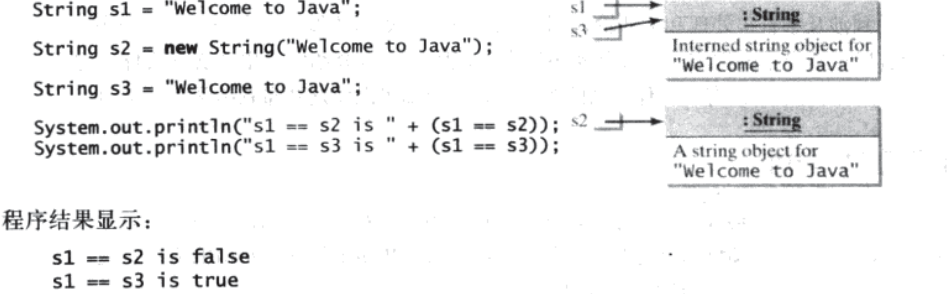 String s1 = "Welcome to Java";
String s2 = new String("Welcome to Java");
String s3 = "Welcome to Java";
System.out.println("s1 == s2 is " + (s1 == s2));
System.out.println("s1 == s3 is " + (s1 == s3));
s1
s3
: String
Interned string object for
"Welcome to Java"
s2
: String
A string object for
"Welcome to Java"
程序结果显示：
s1 == s2 is false
s1 == s3 is true